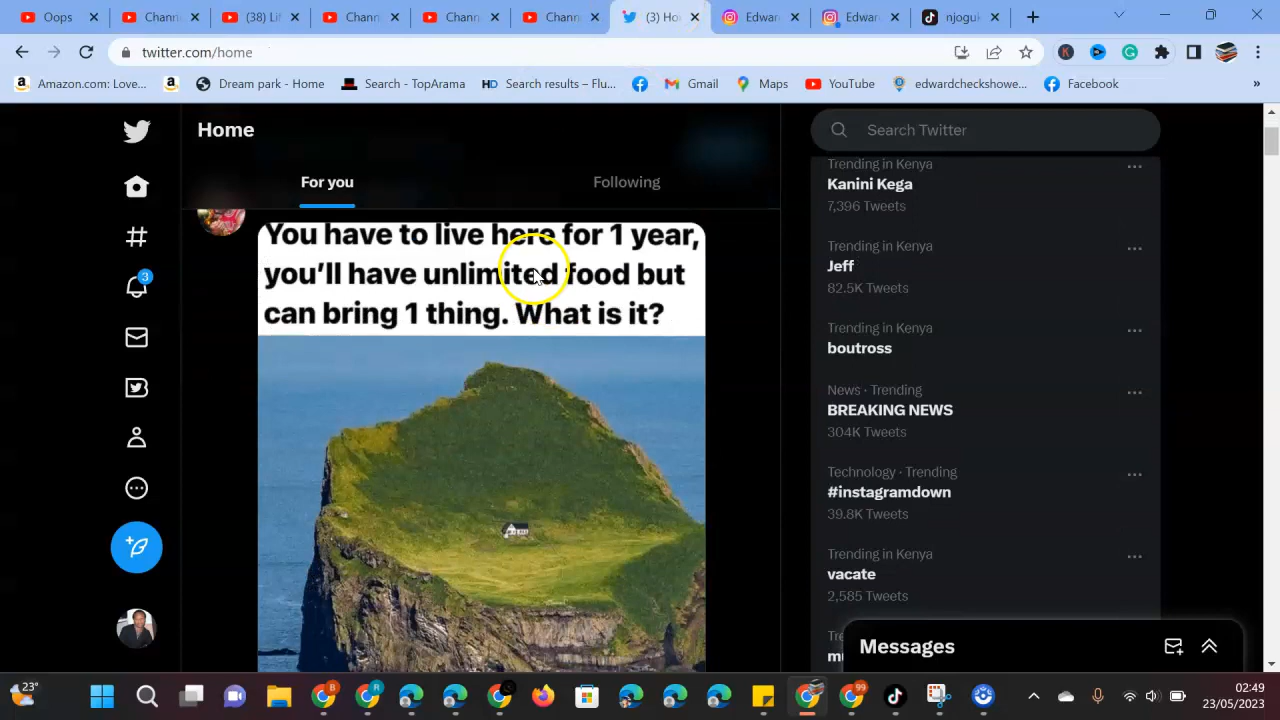 Oops
(38) Li
Chann
Chann
Chann
(3) Ho
Edwar
Edwar
njogu
twitter.com/home
Amazon.com: Love...
Dream park - Home
Search - TopArama
HD Search results – Flu...
Gmail
Maps
YouTube
edwardcheckshowe...
Facebook
»
Home
For you
Following
You have to live here for 1 year,
you'll have unlimited food but
can bring 1 thing. What is it?
3
Search Twitter
Trending in Kenya
Kanini Kega
7,396 Tweets
Trending in Kenya
Jeff
82.5K Tweets
Trending in Kenya
boutross
News · Trending
BREAKING NEWS
304K Tweets
Technology · Trending
#instagramdown
39.8K Tweets
Trending in Kenya
vacate
2,585 Tweets
Messages
23°
B
R
99
02:49
23/05/2023